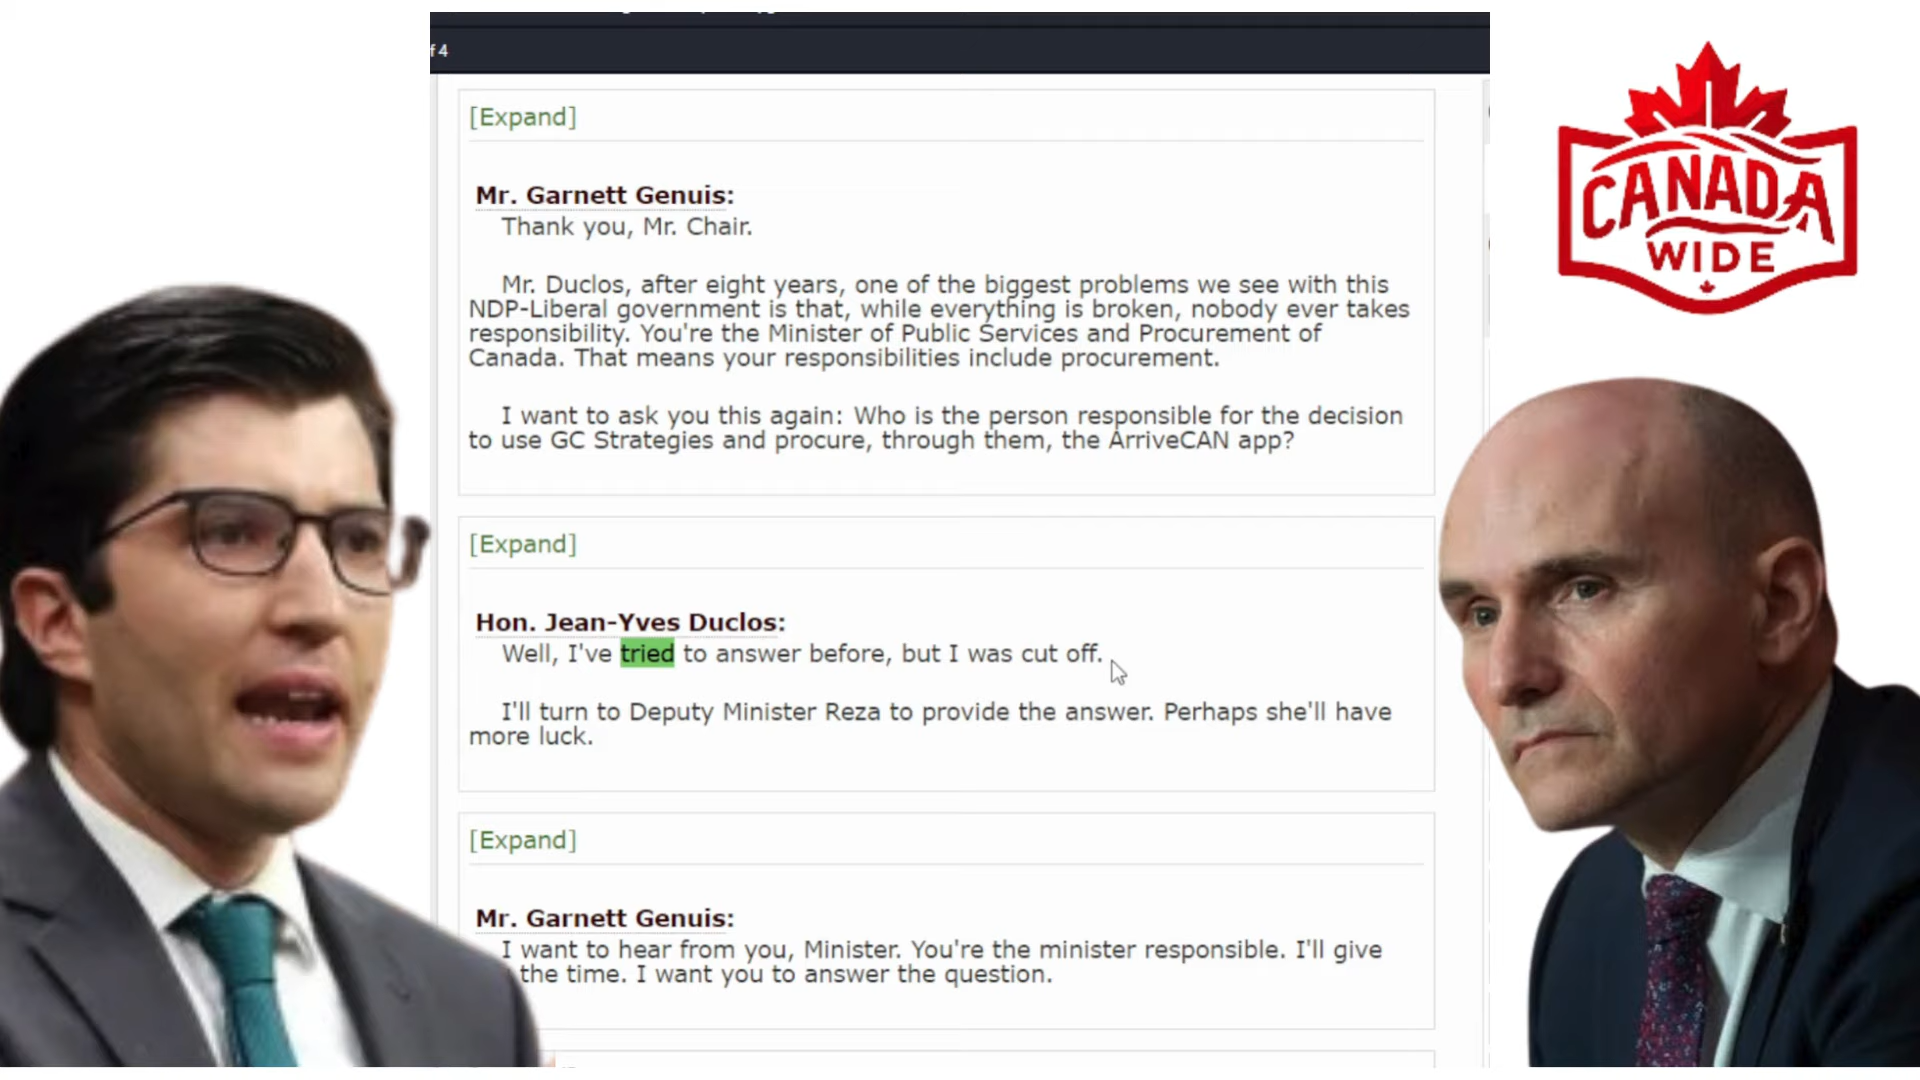 f 4
[Expand]
Mr. Garnett Genuis:
Thank you, Mr. Chair.
Mr. Duclos, after eight years, one of the biggest problems we see with this
NDP-Liberal government is that, while everything is broken, nobody ever takes
responsibility. You're the Minister of Public Services and Procurement of
Canada. That means your responsibilities include procurement.
I want to ask you this again: Who is the person responsible for the decision
to use GC Strategies and procure, through them, the ArriveCAN app?
[Expand]
Hon. Jean-Yves Duclos:
Well, I've tried to answer before, but I was cut off.
I'll turn to Deputy Minister Reza to provide the answer. Perhaps she'll have
more luck.
[Expand]
Mr. Garnett Genuis:
I want to hear from you, Minister. You're the minister responsible. I'll give
the time. I want you to answer the question.
CANADA
WIDE